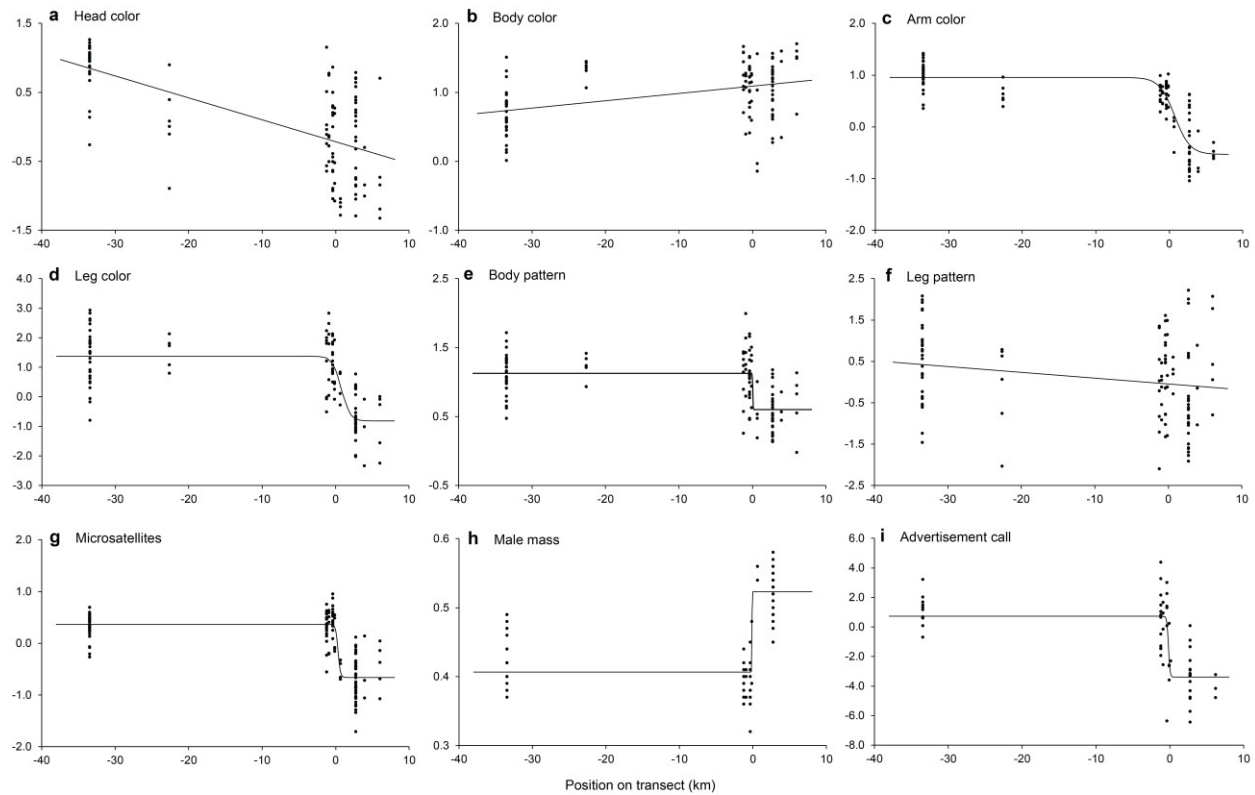 a Head color
1.5
0.5
-0.5
-1.5
-40 -30 -20 -10 0 10
b Body color
2.0
1.0
0.0
-1.0
-40 -30 -20 -10 0 10
c Arm color
2.0
1.0
0.0
-1.0
-2.0
-40 -30 -20 -10 0 10
d Leg color
4.0
3.0
2.0
1.0
0.0
-1.0
-2.0
-3.0
-40 -30 -20 -10 0 10
e Body pattern
2.5
1.5
0.5
-0.5
-40 -30 -20 -10 0 10
f Leg pattern
2.5
1.5
0.5
-0.5
-1.5
-2.5
-40 -30 -20 -10 0 10
g Microsatellites
2.0
1.0
0.0
-1.0
-2.0
-40 -30 -20 -10 0 10
h Male mass
0.6
0.5
0.4
0.3
-40 -30 -20 -10 0 10
i Advertisement call
6.0
4.0
2.0
0.0
-2.0
-4.0
-6.0
-8.0
-40 -30 -20 -10 0 10
Position on transect (km)